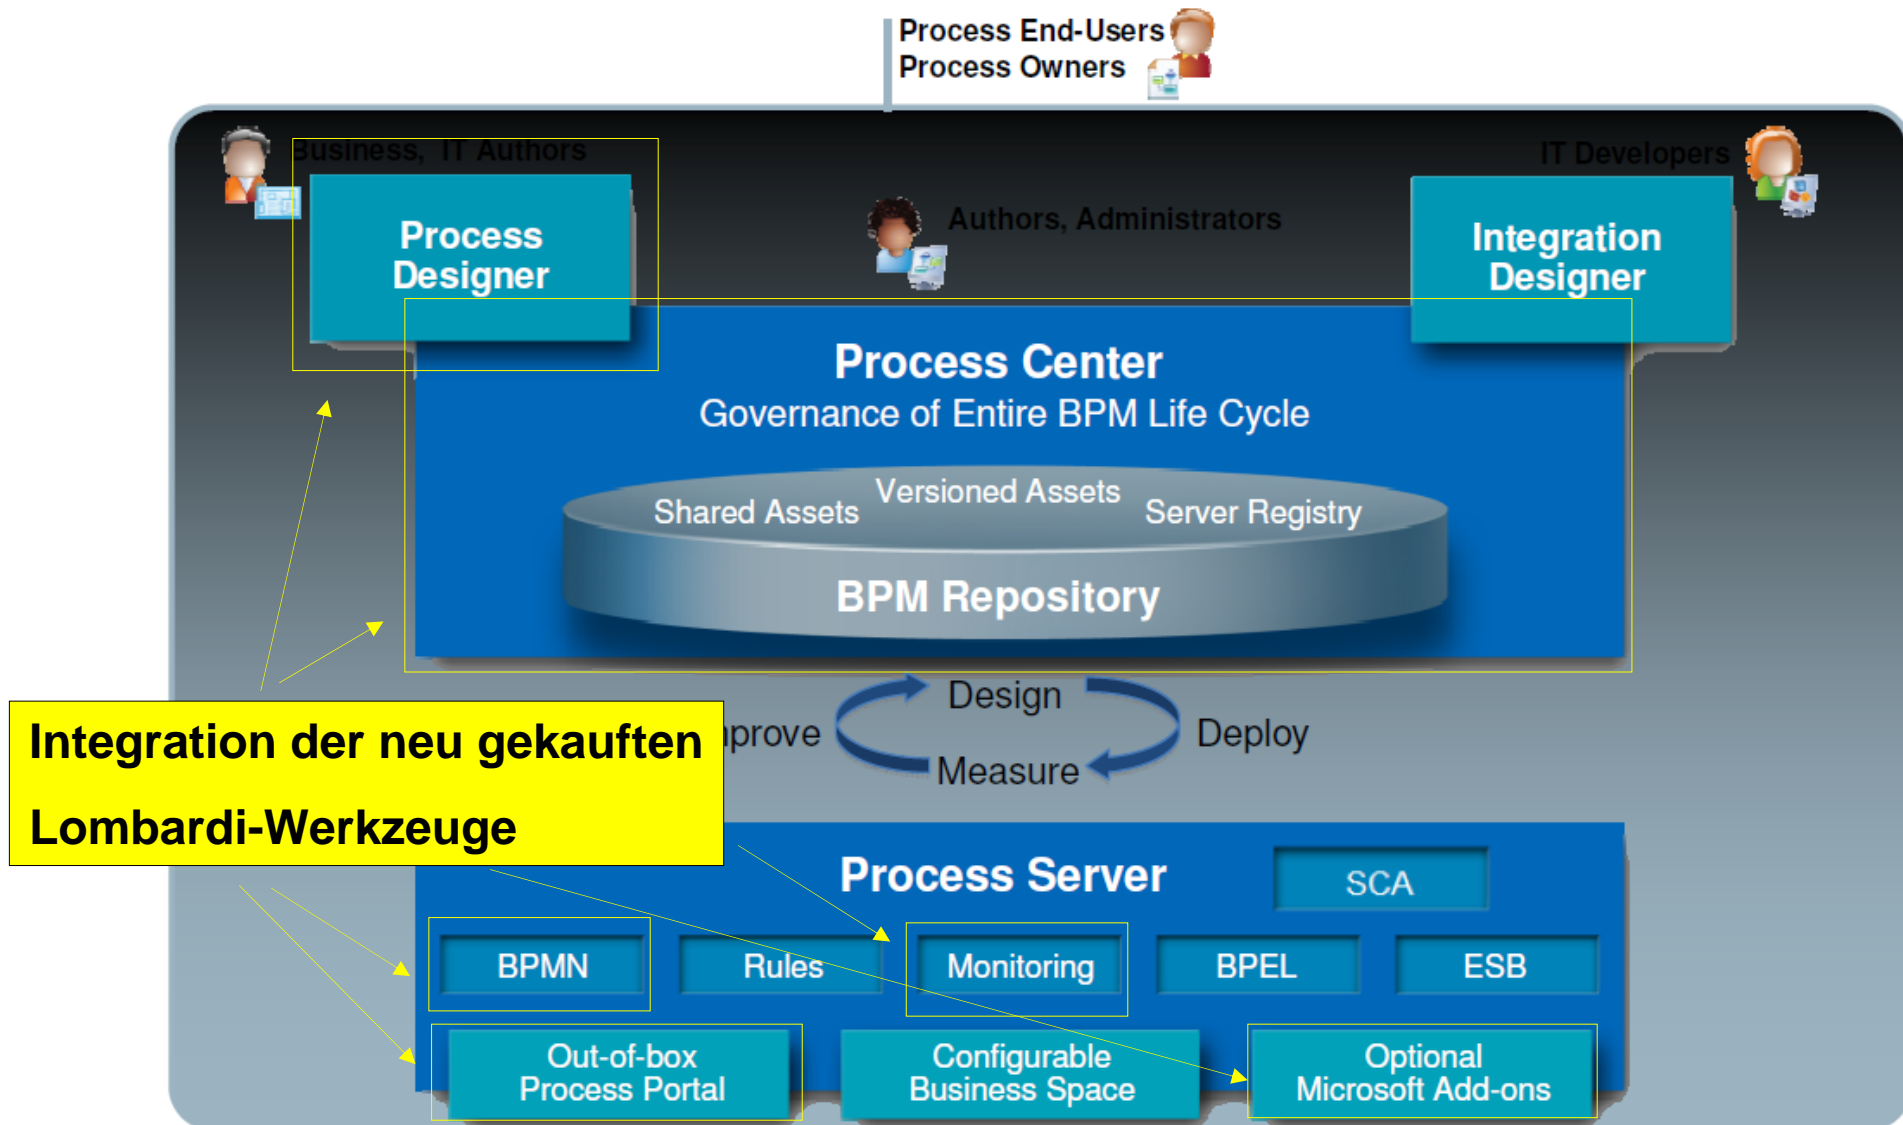 Process End-Users
Process Owners
Business, IT Authors
IT Developers
Authors, Administrators
Process
Designer
Integration
Designer
Process Center
Governance of Entire BPM Life Cycle
Shared Assets
Versioned Assets
Server Registry
BPM Repository
Design
Deploy
Measure
Integration der neu gekauften
Lombardi-Werkzeuge
Process Server
SCA
BPMN
Rules
Monitoring
BPEL
ESB
Out-of-box
Process Portal
Configurable
Business Space
Optional
Microsoft Add-ons